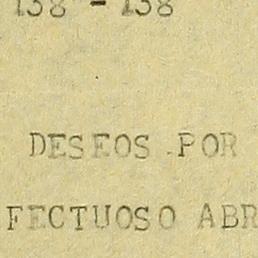 138 - 138
DESEOS POR
FECTUOSO ABR